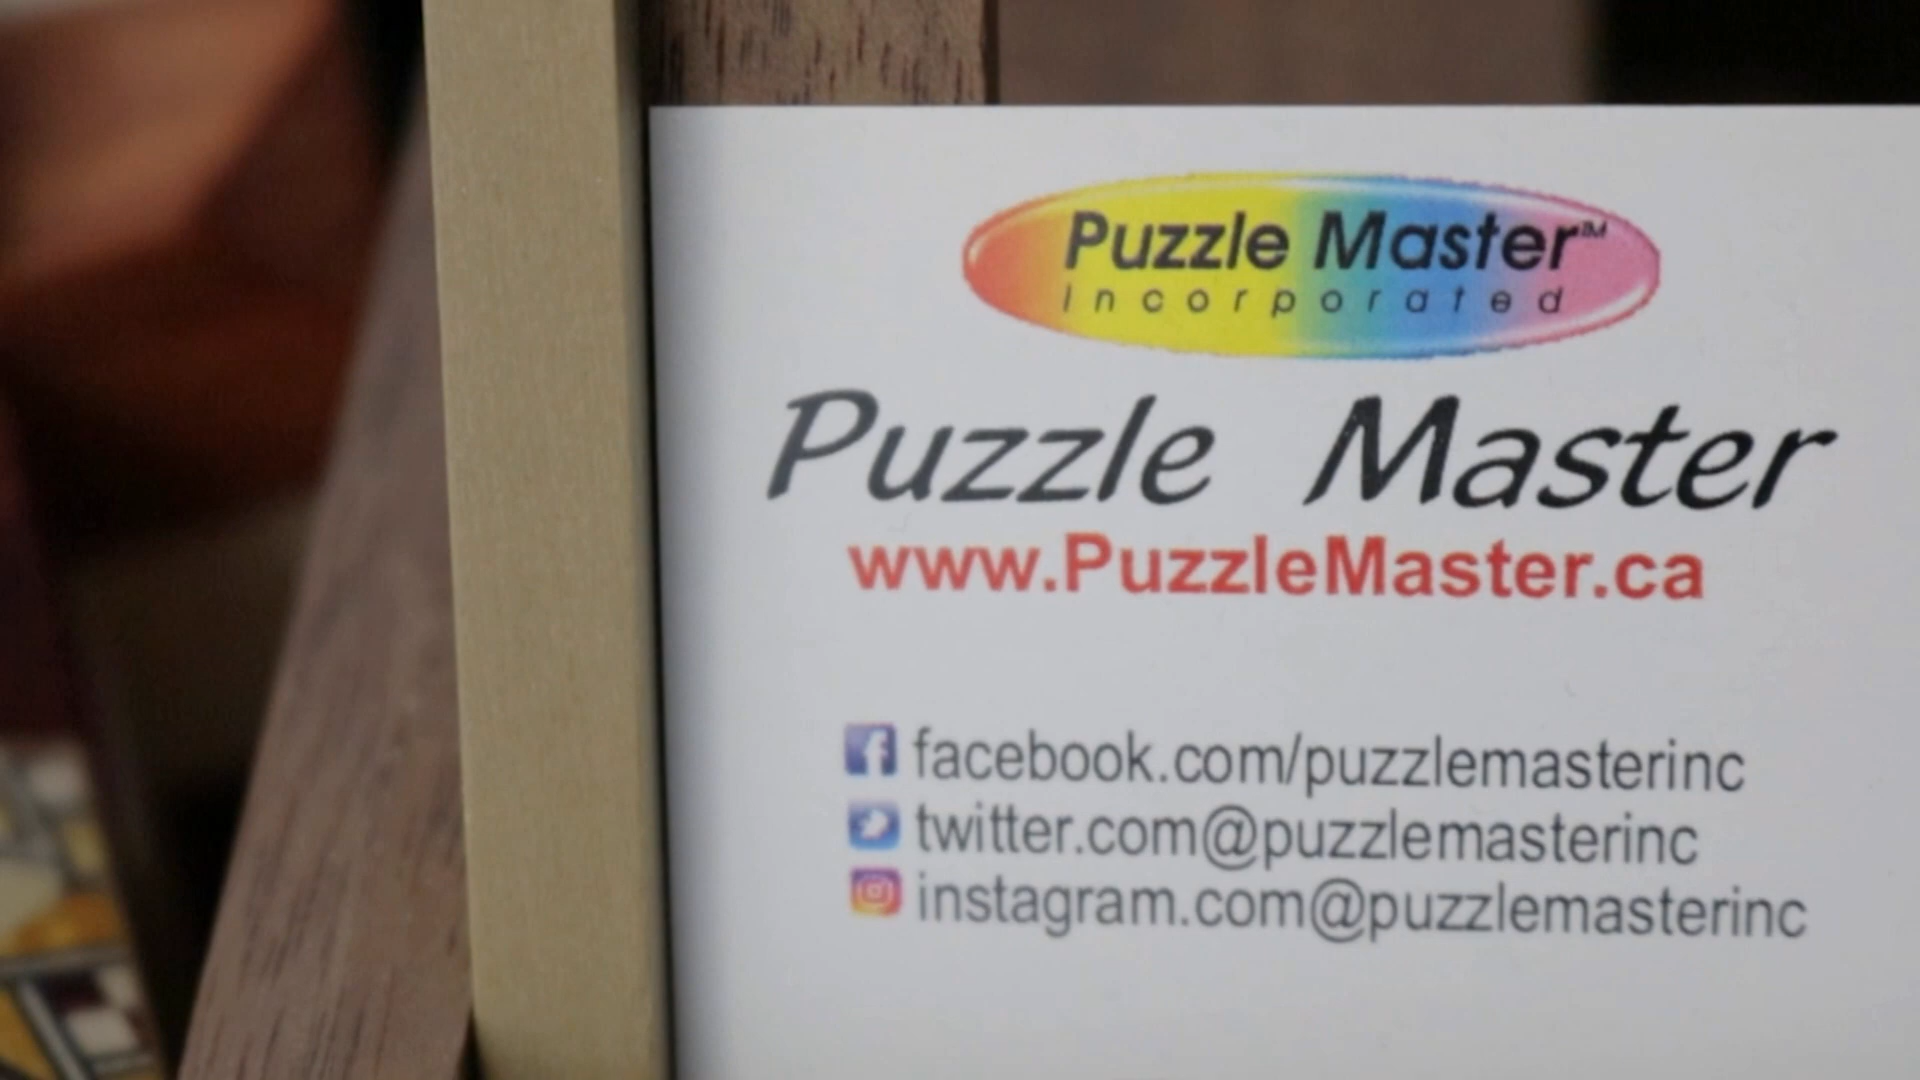 Puzzle Master™
Incorporated
Puzzle Master
www.PuzzleMaster.ca
facebook.com/puzzlemasterinc
twitter.com@puzzlemasterinc
instagram.com@puzzlemasterinc